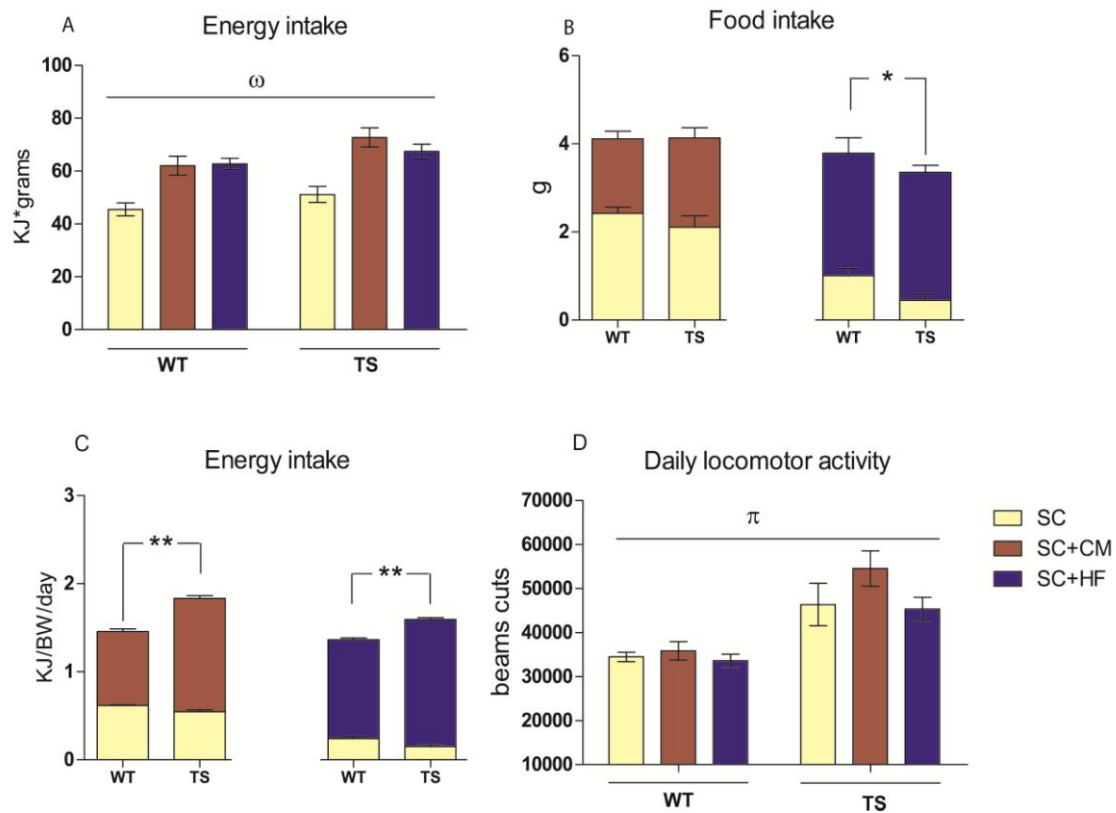 A
Energy intake
KJ*grams
100
80
60
40
20
0
ω
WT
TS
B
Food intake
g
6
4
2
0
*
WT
TS
WT
TS
C
Energy intake
KJ/BW/day
3
2
1
0
**
**
WT
TS
WT
TS
D
Daily locomotor activity
beams cuts
70000
60000
50000
40000
30000
20000
10000
π
WT
TS
SC
SC+CM
SC+HF